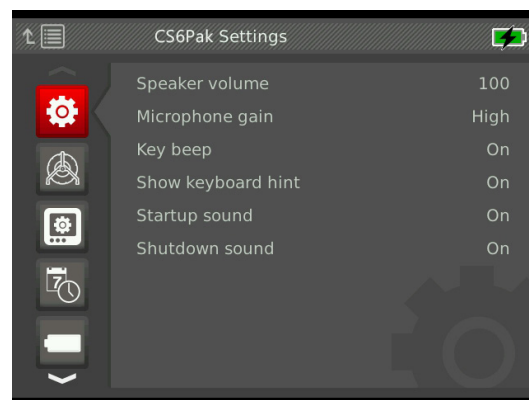 CS6Pak Settings
Speaker volume 100
Microphone gain High
Key beep On
Show keyboard hint On
Startup sound On
Shutdown sound On
7